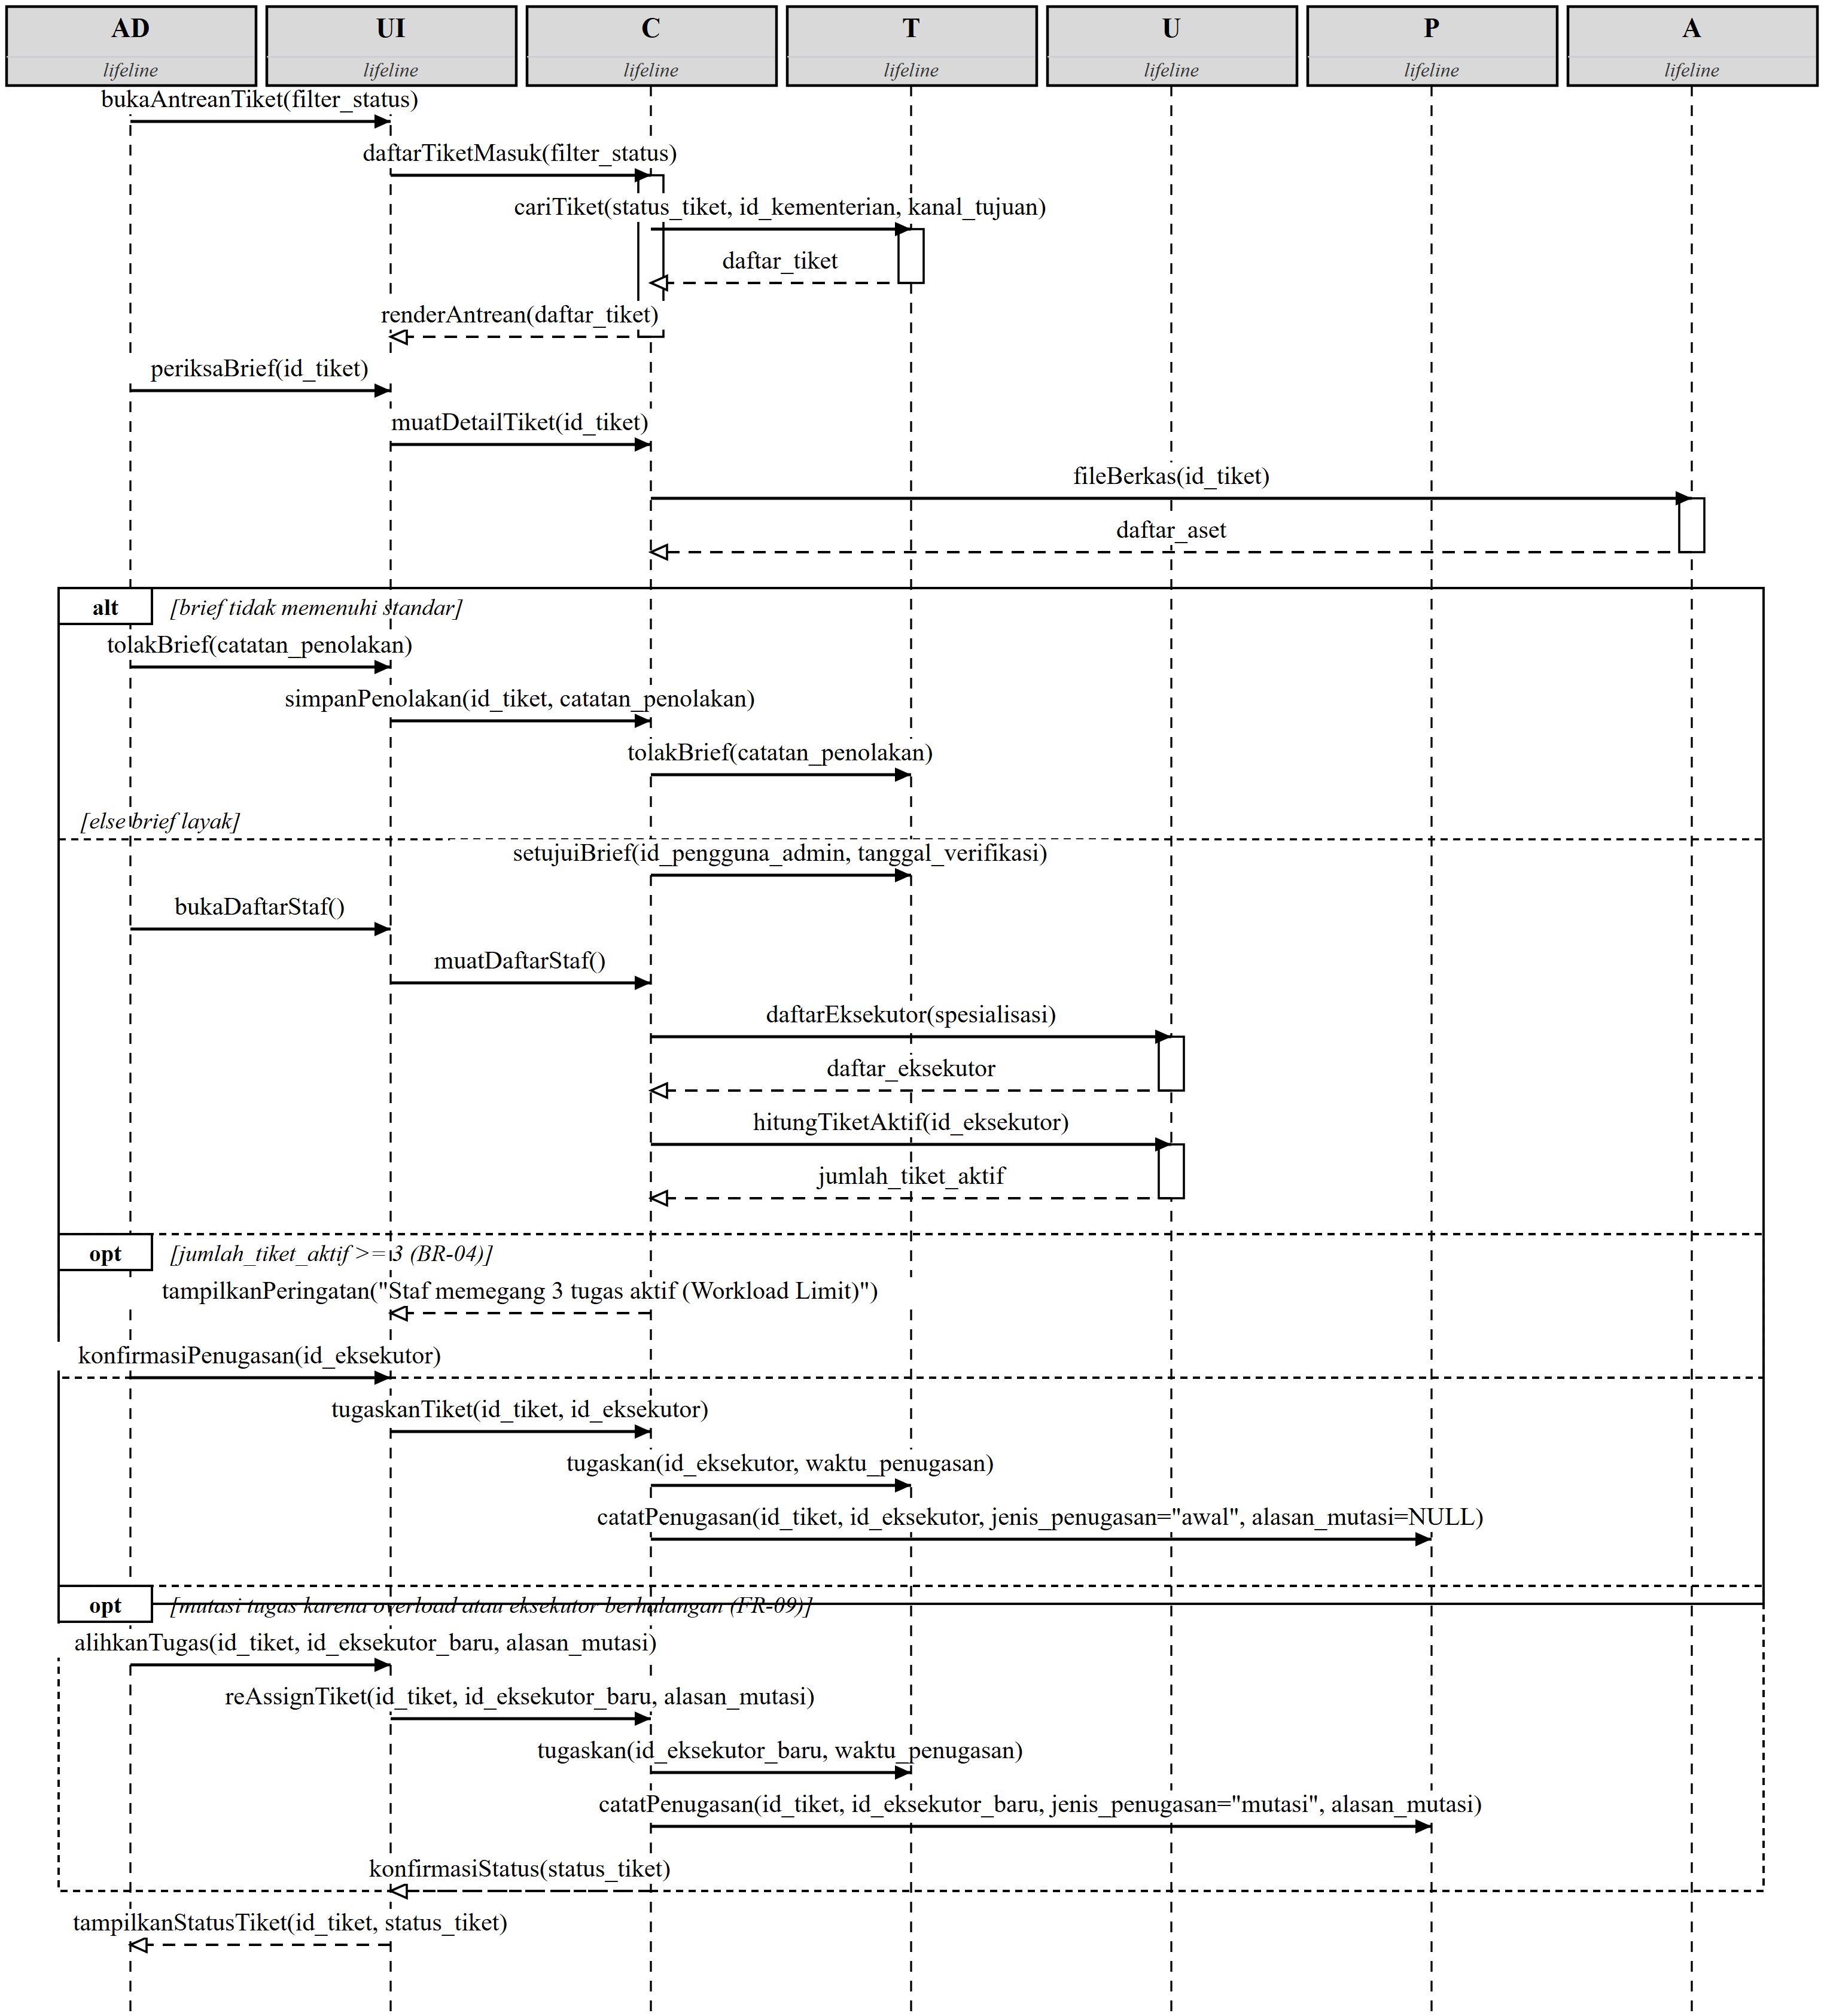 AD
lifeline
UI
lifeline
C
lifeline
T
lifeline
U
lifeline
P
lifeline
A
lifeline
bukaAntreanTiket(filter_status)
daftarTiketMasuk(filter_status)
cariTiket(status_tiket, id_kementerian, kanal_tujuan)
daftar_tiket
renderAntrean(daftar_tiket)
periksaBrief(id_tiket)
muatDetailTiket(id_tiket)
fileBerkas(id_tiket)
daftar_aset
alt
[brief tidak memenuhi standar]
tolakBrief(catatan_penolakan)
simpanPenolakan(id_tiket, catatan_penolakan)
tolakBrief(catatan_penolakan)
[else brief layak]
setujuiBrief(id_pengguna_admin, tanggal_verifikasi)
bukaDaftarStaf()
muatDaftarStaf()
daftarEksekutor(spesialisasi)
daftar_eksekutor
hitungTiketAktif(id_eksekutor)
jumlah_tiket_aktif
opt
[jumlah_tiket_aktif >= 3 (BR-04)]
tampilkanPeringatan("Staf memegang 3 tugas aktif (Workload Limit)")
konfirmasiPenugasan(id_eksekutor)
tugaskanTiket(id_tiket, id_eksekutor)
tugaskan(id_eksekutor, waktu_penugasan)
catatPenugasan(id_tiket, id_eksekutor, jenis_penugasan="awal", alasan_mutasi=NULL)
opt
[mutasi tugas karena overload atau eksekutor berhalangan (FR-09)]
alihkanTugas(id_tiket, id_eksekutor_baru, alasan_mutasi)
reAssignTiket(id_tiket, id_eksekutor_baru, alasan_mutasi)
tugaskan(id_eksekutor_baru, waktu_penugasan)
catatPenugasan(id_tiket, id_eksekutor_baru, jenis_penugasan="mutasi", alasan_mutasi)
konfirmasiStatus(status_tiket)
tampilkanStatusTiket(id_tiket, status_tiket)